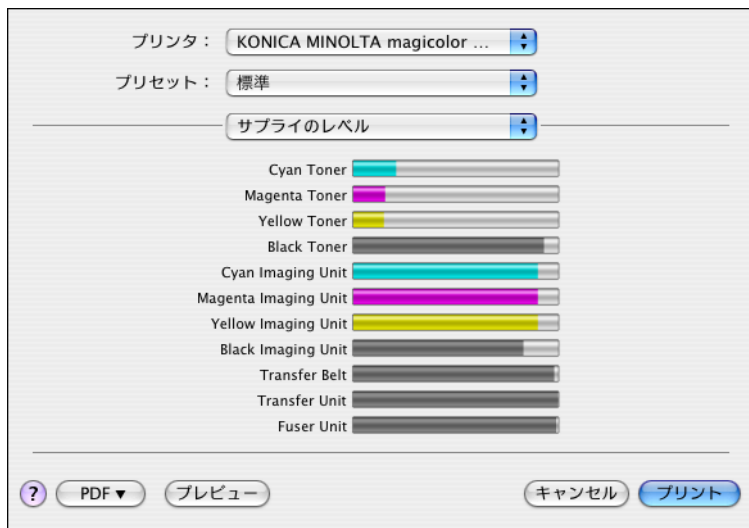 プリンタ： KONICA MINOLTA magicolor ...
プリセット： 標準
サプライのレベル
Cyan Toner
Magenta Toner
Yellow Toner
Black Toner
Cyan Imaging Unit
Magenta Imaging Unit
Yellow Imaging Unit
Black Imaging Unit
Transfer Belt
Transfer Unit
Fuser Unit
? PDF▼ プレビュー キャンセル プリント